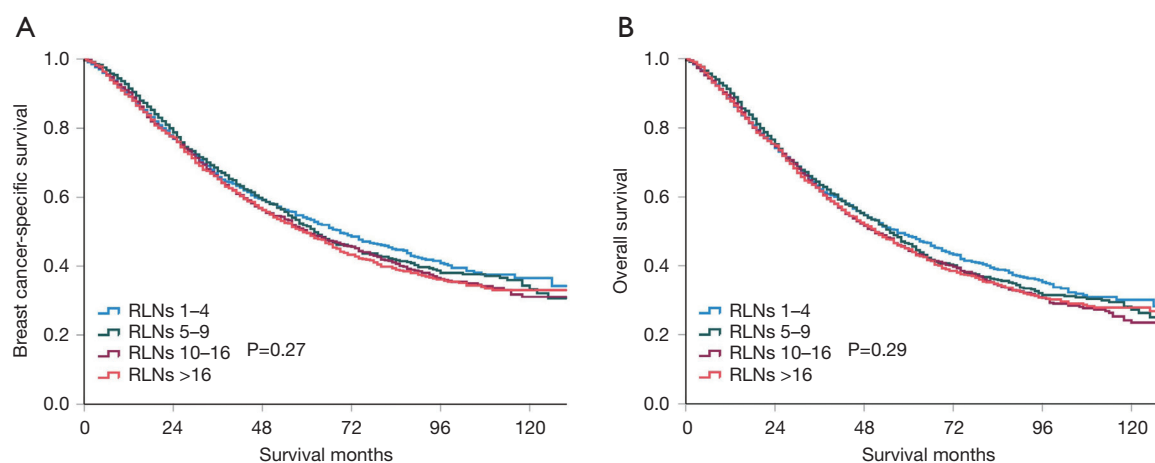 A
Breast cancer-specific survival
1.0
0.8
0.6
0.4
0.2
0.0
RLNs 1–4
RLNs 5–9
RLNs 10–16 P=0.27
RLNs >16
0 24 48 72 96 120
Survival months
B
Overall survival
1.0
0.8
0.6
0.4
0.2
0.0
RLNs 1–4
RLNs 5–9
RLNs 10–16 P=0.29
RLNs >16
0 24 48 72 96 120
Survival months